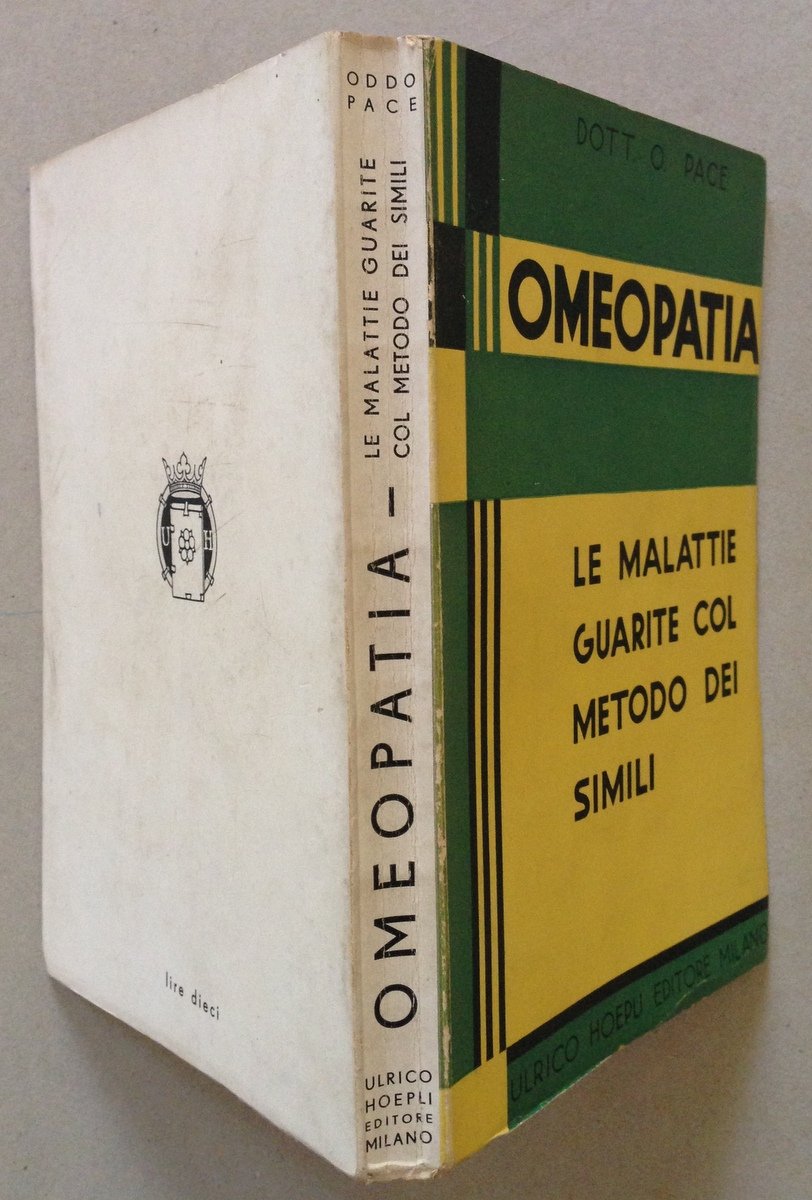 ODDO
PACE
LE MALATTIE GUARITE
COL METODO DEI SIMILI
OMEOPATIA —
ULRICO
HOEPLI
EDITORE
MILANO
DOTT. O. PACE
OMEOPATIA
LE MALATTIE
GUARITE COL
METODO DEI
SIMILI
ULRICO HOEPLI EDITORE MILANO
U H
lire dieci